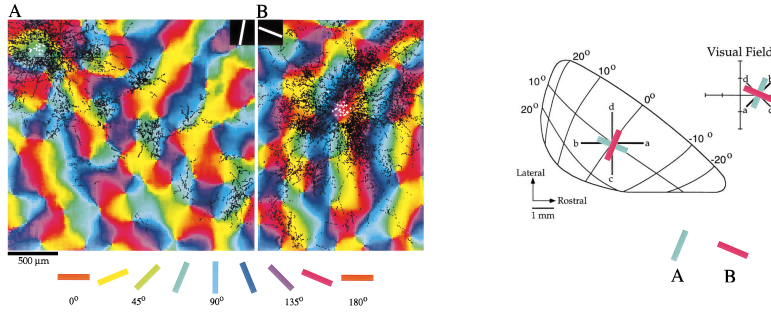 A B
500 µm
0° 45° 90° 135° 180°
Visual Field
20°
10°
10°
0°
20°
-10°
-20°
d
b a
c
d
a c
Lateral
Rostral
1 mm
A B